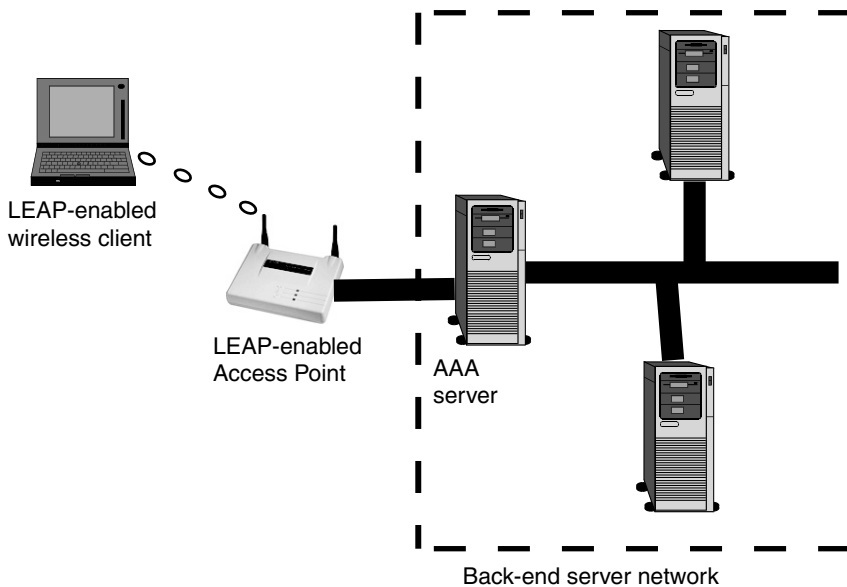 LEAP-enabled
wireless client
LEAP-enabled
Access Point
AAA
server
Back-end server network